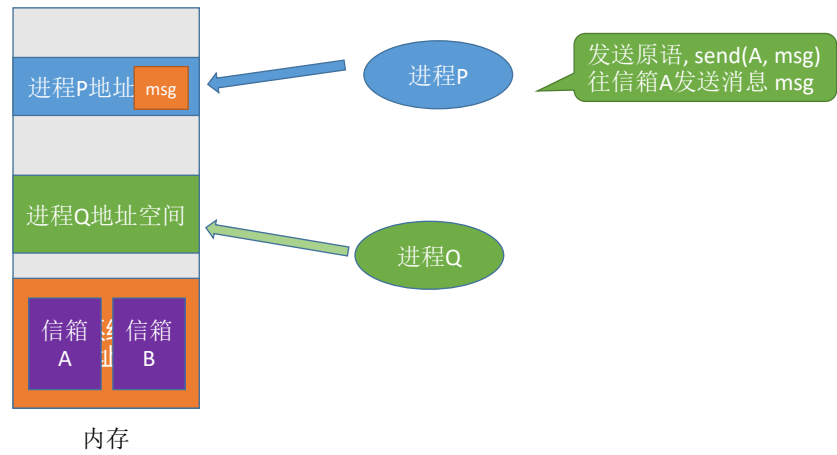 进程P地址
msg
进程P
发送原语, send(A, msg)
往信箱A发送消息 msg
进程Q地址空间
进程Q
信箱
A
信箱
B
内存